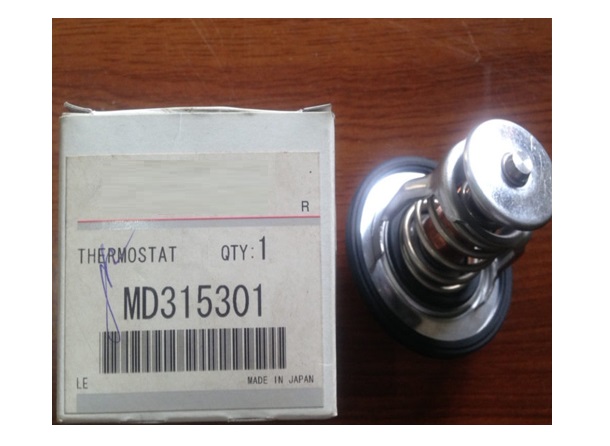 R
THERMOSTAT QTY:1
MD315301
LE MADE IN JAPAN